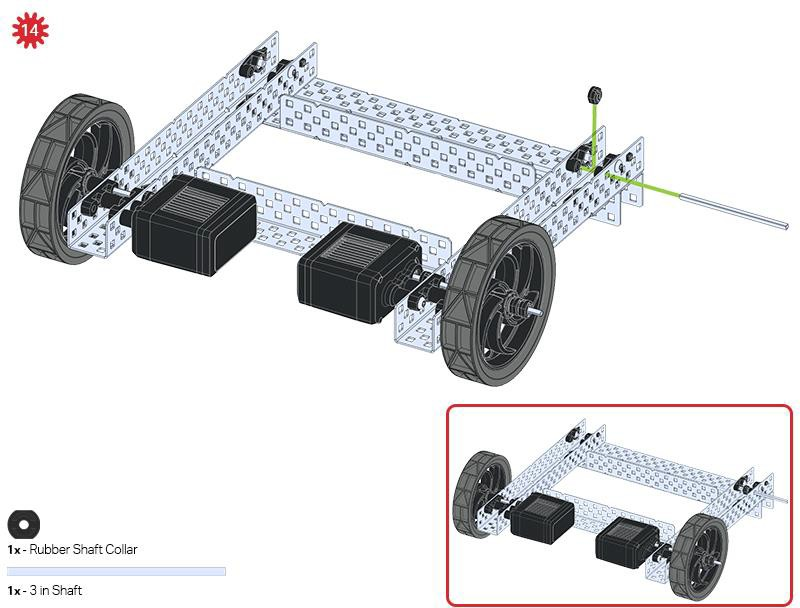 14
1x - Rubber Shaft Collar
1x - 3 in Shaft